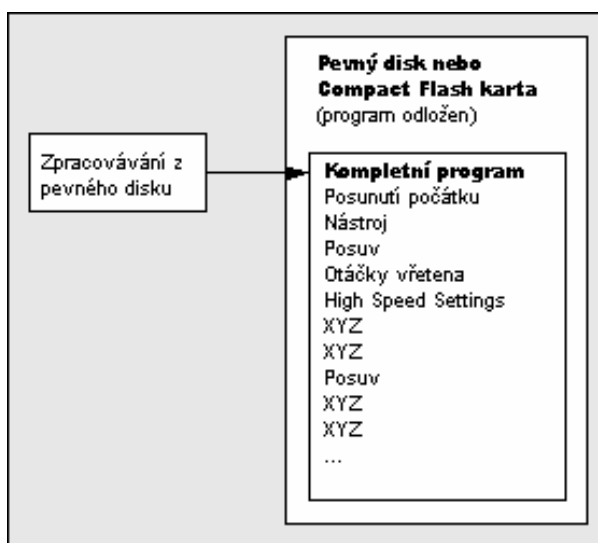 Pevný disk nebo
Compact Flash karta
(program odložen)
Zpracovávání z
pevného disku
Kompletní program
Posunutí počátku
Nástroj
Posuv
Otáčky vřetena
High Speed Settings
XYZ
XYZ
Posuv
XYZ
XYZ
...